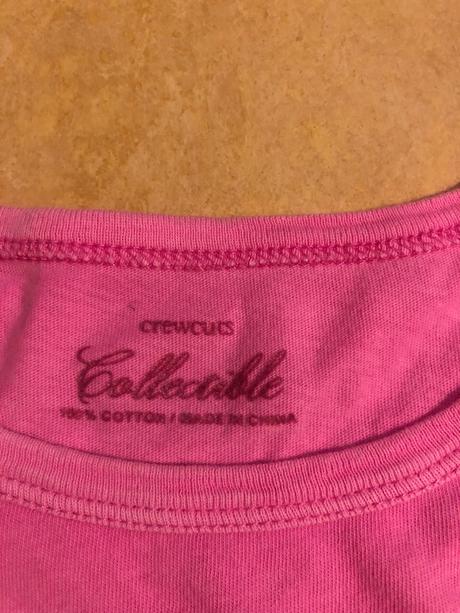 crewcuts
Collectible
100% COTTON / MADE IN CHINA